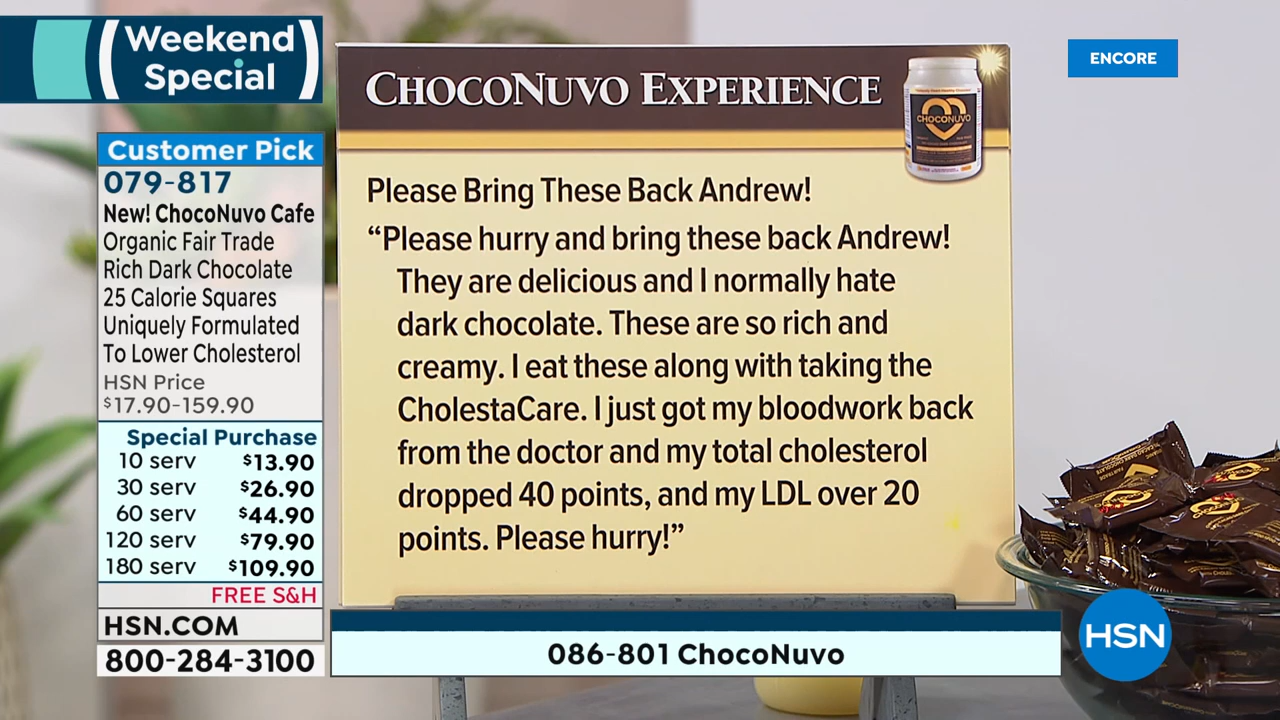 Weekend
Special
Customer Pick
079-817
New! ChocoNuvo Cafe
Organic Fair Trade
Rich Dark Chocolate
25 Calorie Squares
Uniquely Formulated
To Lower Cholesterol
HSN Price
$17.90-159.90
Special Purchase
10 serv $13.90
30 serv $26.90
60 serv $44.90
120 serv $79.90
180 serv $109.90
FREE S&H
HSN.COM
800-284-3100
ENCORE
CHOCONUVO EXPERIENCE
CHOCONUVO
Please Bring These Back Andrew!
“Please hurry and bring these back Andrew!
They are delicious and I normally hate
dark chocolate. These are so rich and
creamy. I eat these along with taking the
CholestaCare. I just got my bloodwork back
from the doctor and my total cholesterol
dropped 40 points, and my LDL over 20
points. Please hurry!”
086-801 ChocoNuvo
HSN